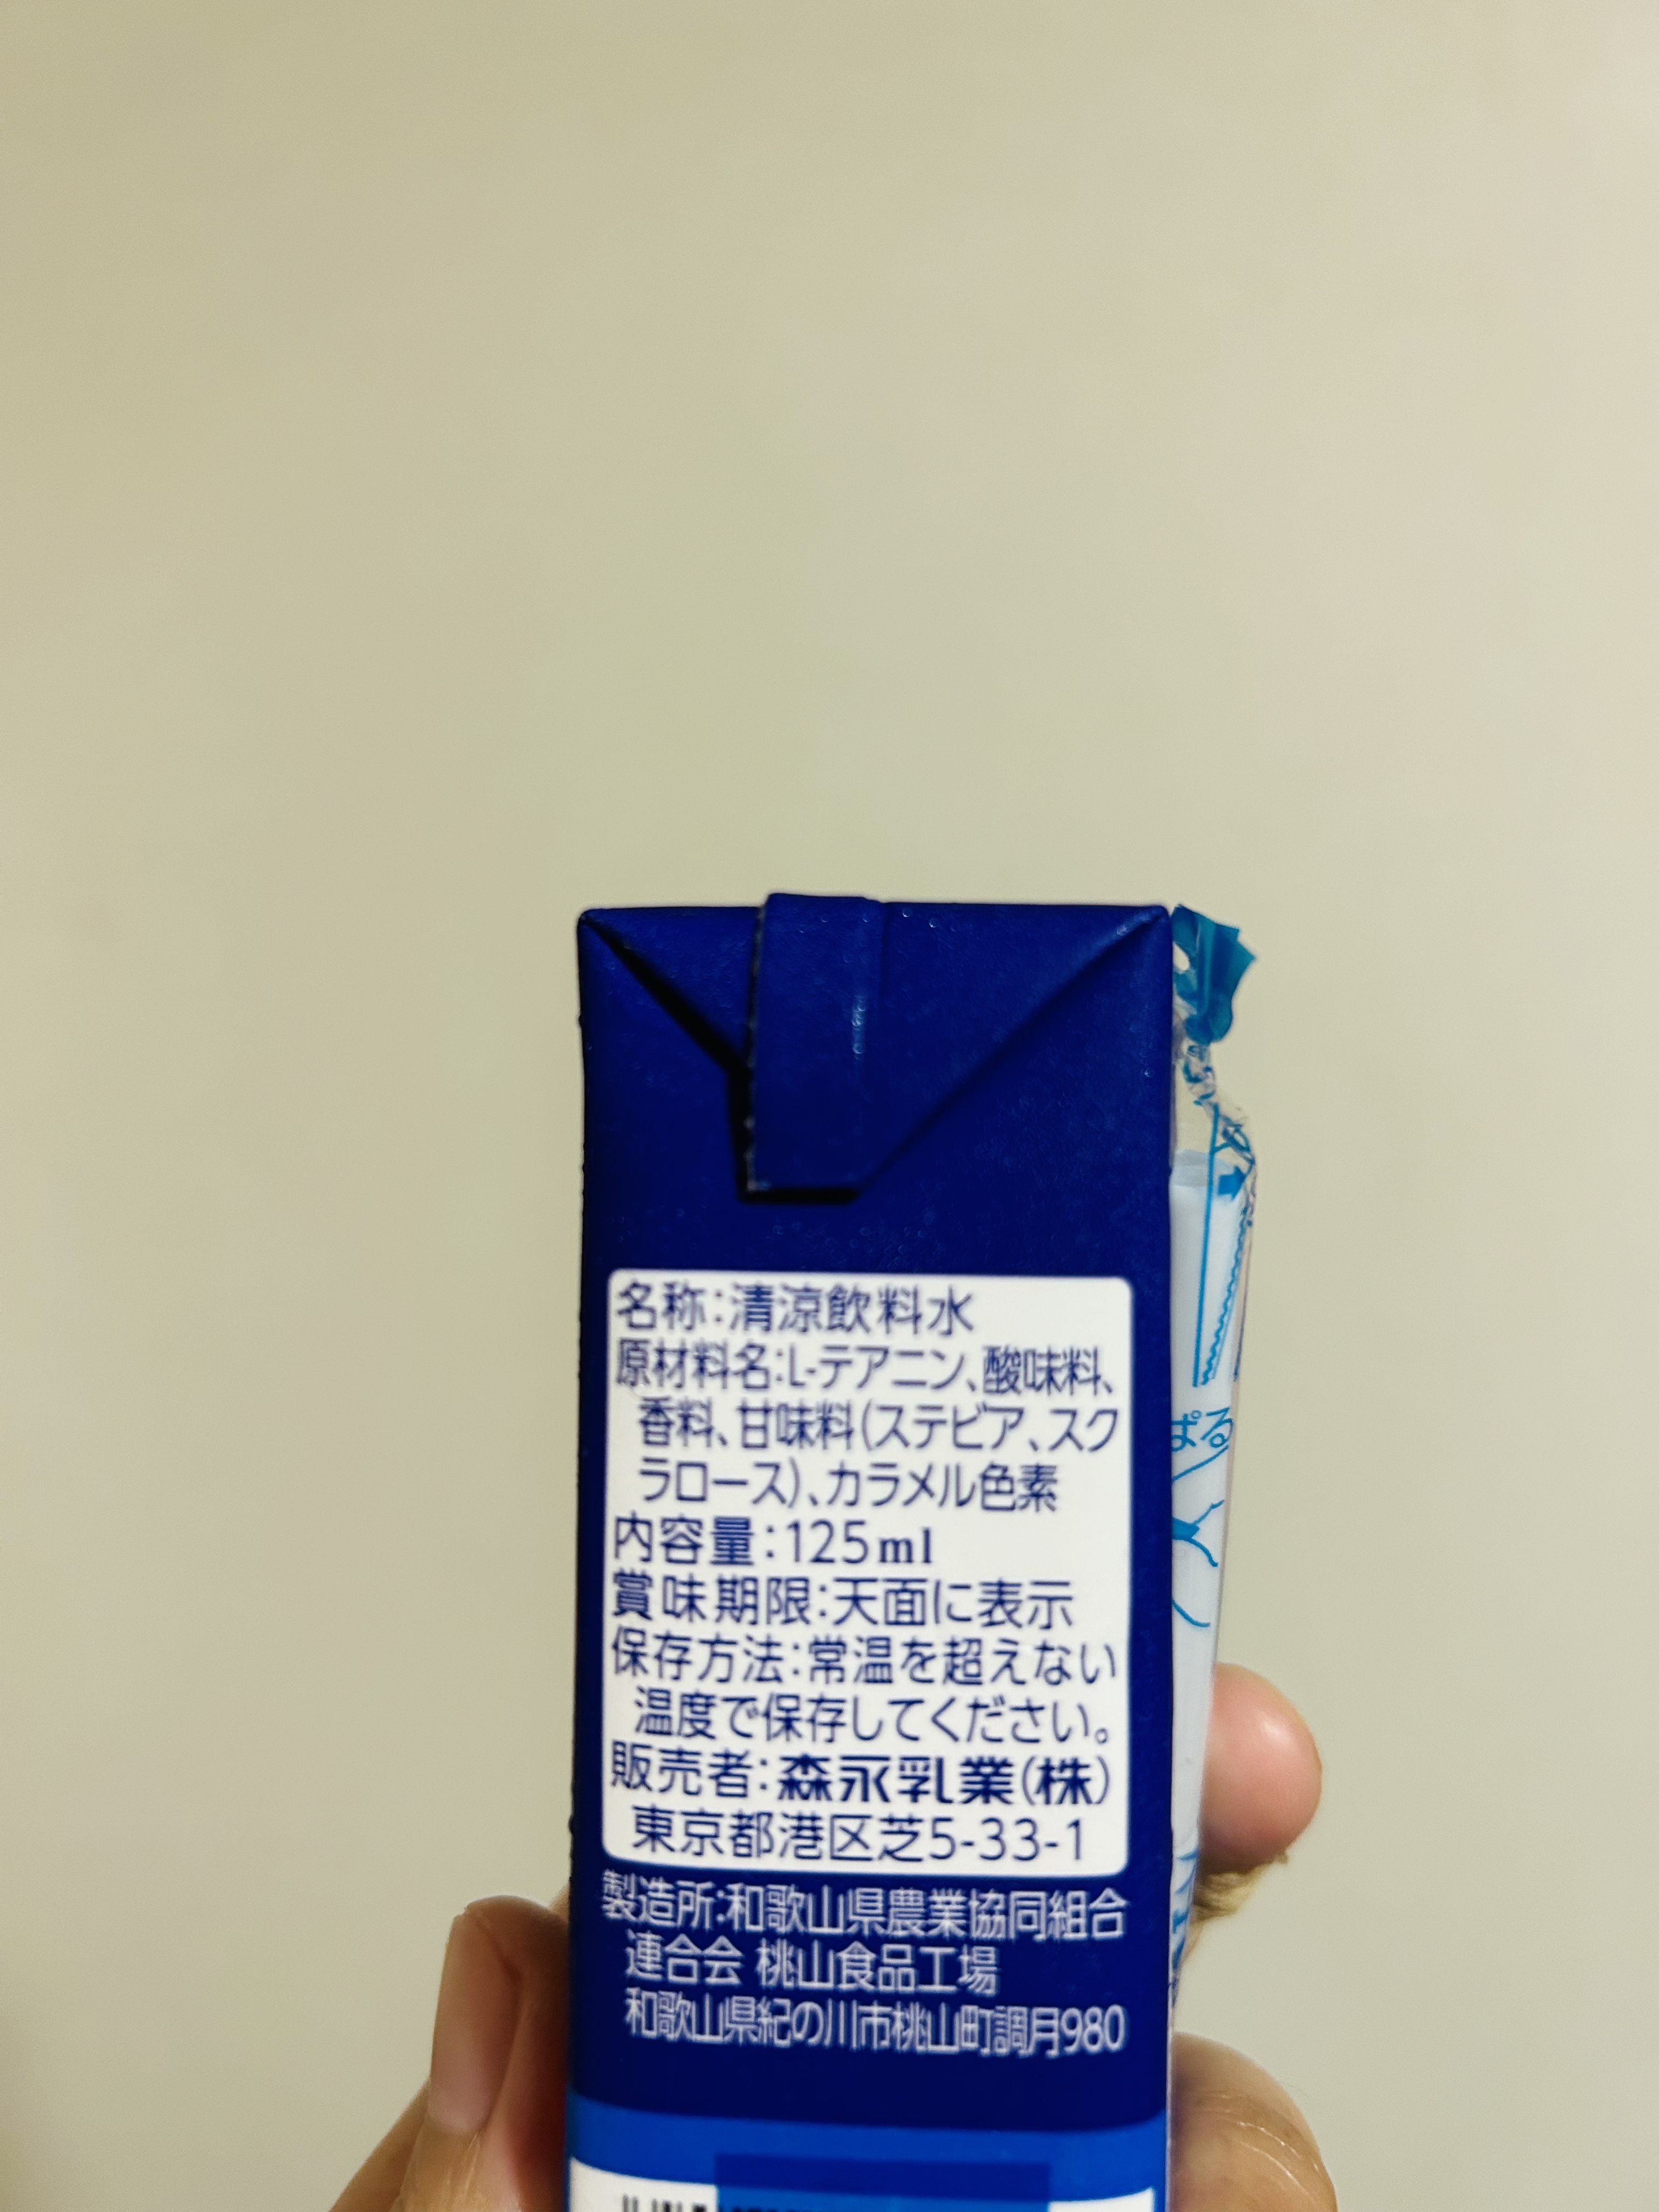 名称:清涼飲料水
原材料名:L-テアニン、酸味料、
香料、甘味料(ステビア、スク
ラロース)、カラメル色素
内容量:125ml
賞味期限:天面に表示
保存方法:常温を超えない
温度で保存してください。
販売者:森永乳業(株)
東京都港区芝5-33-1
製造所:和歌山県農業協同組合
連合会 桃山食品工場
和歌山県紀の川市桃山町調月980
ぱる